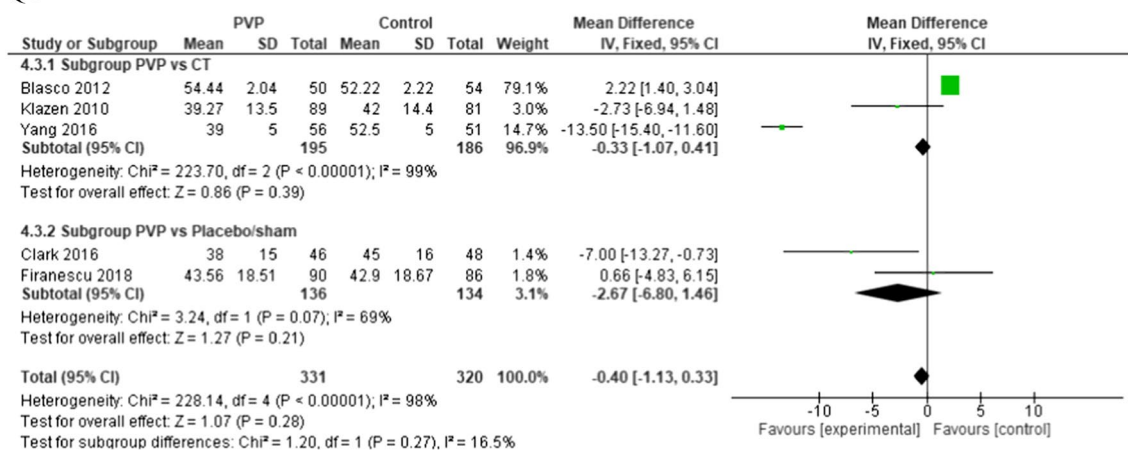 PVP Control Mean Difference Mean Difference
Study or Subgroup Mean SD Total Mean SD Total Weight IV, Fixed, 95% CI IV, Fixed, 95% CI
4.3.1 Subgroup PVP vs CT
Blasco 2012 54.44 2.04 50 52.22 2.22 54 79.1% 2.22 [1.40, 3.04]
Klazen 2010 39.27 13.5 89 42 14.4 81 3.0% -2.73 [-6.94, 1.48]
Yang 2016 39 5 56 52.5 5 51 14.7% -13.50 [-15.40, -11.60]
Subtotal (95% CI) 195 186 96.9% -0.33 [-1.07, 0.41]
Heterogeneity: Chi² = 223.70, df = 2 (P < 0.00001); I² = 99%
Test for overall effect: Z = 0.86 (P = 0.39)
4.3.2 Subgroup PVP vs Placebo/sham
Clark 2016 38 15 46 45 16 48 1.4% -7.00 [-13.27, -0.73]
Firanescu 2018 43.56 18.51 90 42.9 18.67 86 1.8% 0.66 [-4.83, 6.15]
Subtotal (95% CI) 136 134 3.1% -2.67 [-6.80, 1.46]
Heterogeneity: Chi² = 3.24, df = 1 (P = 0.07); I² = 69%
Test for overall effect: Z = 1.27 (P = 0.21)
Total (95% CI) 331 320 100.0% -0.40 [-1.13, 0.33]
Heterogeneity: Chi² = 228.14, df = 4 (P < 0.00001); I² = 98%
Test for overall effect: Z = 1.07 (P = 0.28)
Test for subgroup differences: Chi² = 1.20, df = 1 (P = 0.27), I² = 16.5%
-10 -5 0 5 10
Favours [experimental] Favours [control]